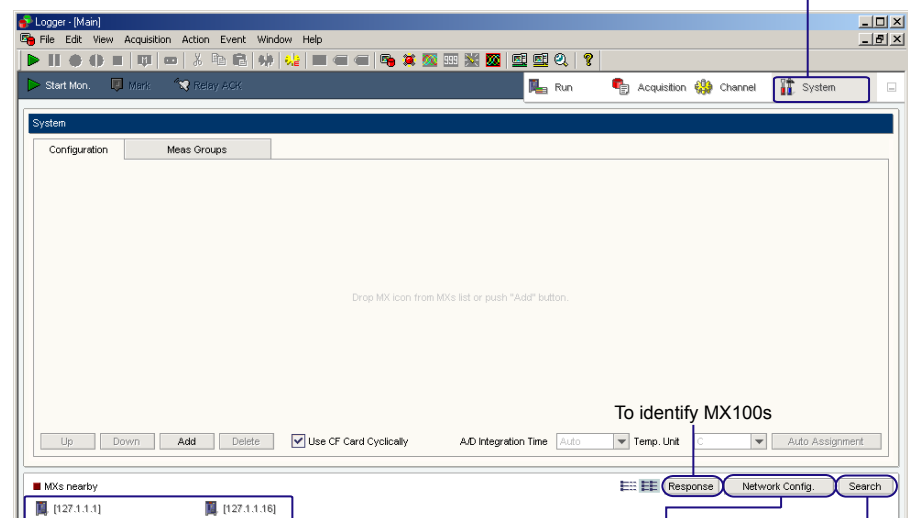 Logger - [Main]
File Edit View Acquisition Action Event Window Help
Start Mon. Mark Relay ACK Run Acquisition Channel System
System
Configuration Meas Groups
Drop MX icon from MXs list or push "Add" button.
To identify MX100s
Up Down Add Delete Use CF Card Cyclically A/D Integration Time Auto Temp. Unit C Auto Assignment
MXs nearby Response Network Config. Search
[127.1.1.1] [127.1.1.16]